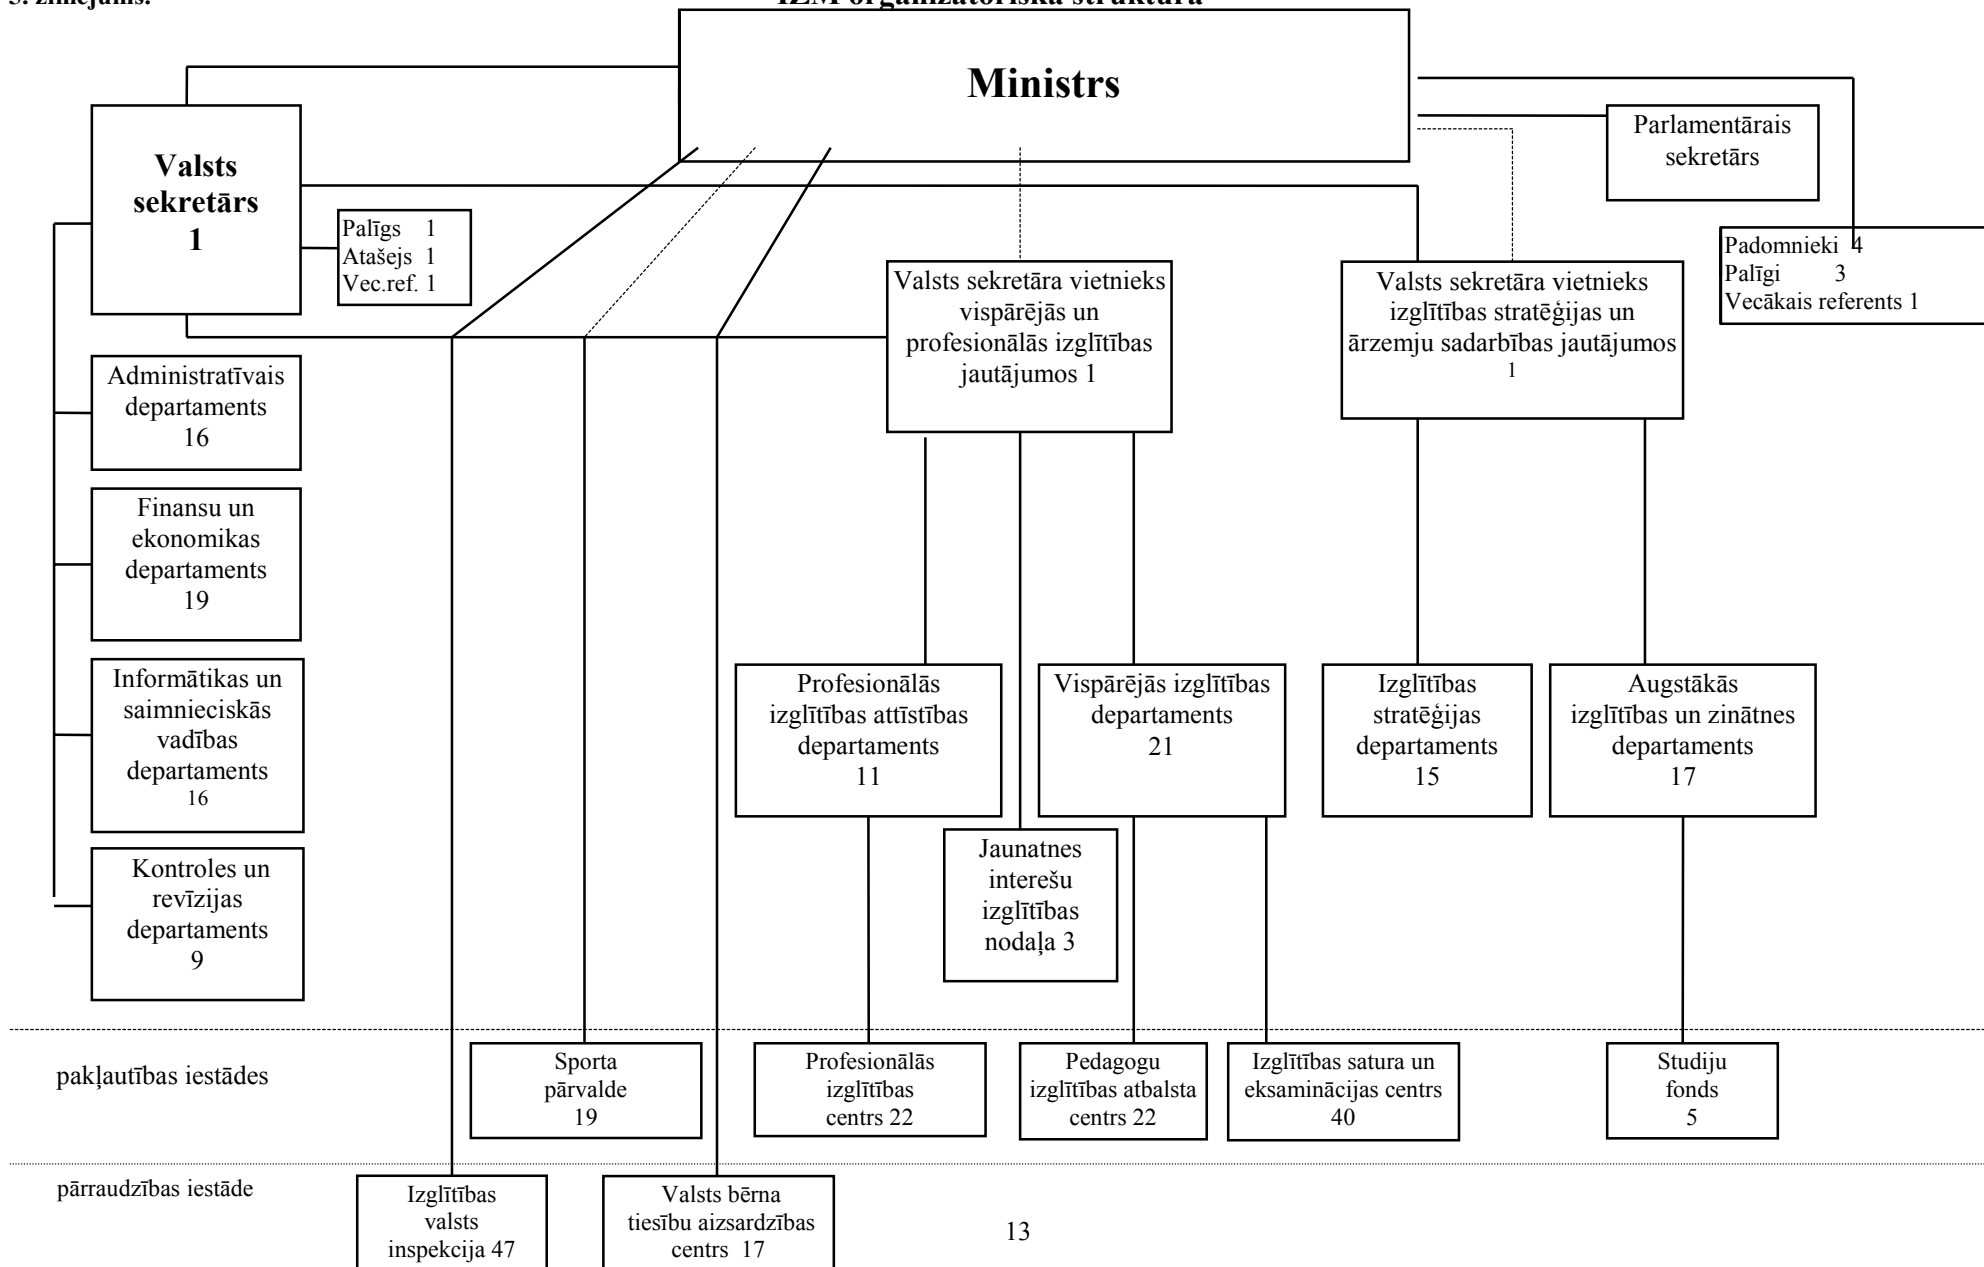 3. zīmējums.
IZM organizatoriskā struktūra
Ministrs
Parlamentārais
sekretārs
Valsts
sekretārs
1
Palīgs 1
Atašejs 1
Vec.ref. 1
Padomnieki 4
Palīgi 3
Vecākais referents 1
Valsts sekretāra vietnieks
vispārējās un
profesionālās izglītības
jautājumos 1
Valsts sekretāra vietnieks
izglītības stratēģijas un
ārzemju sadarbības jautājumos
1
Administratīvais
departaments
16
Finansu un
ekonomikas
departaments
19
Informātikas un
saimnieciskās
vadības
departaments
16
Kontroles un
revīzijas
departaments
9
Profesionālās
izglītības attīstības
departaments
11
Vispārējās izglītības
departaments
21
Izglītības
stratēģijas
departaments
15
Augstākās
izglītības un zinātnes
departaments
17
Jaunatnes
interešu
izglītības
nodaļa 3
pakļautības iestādes
Sporta
pārvalde
19
Profesionālās
izglītības
centrs 22
Pedagogu
izglītības atbalsta
centrs 22
Izglītības satura un
eksaminācijas centrs
40
Studiju
fonds
5
pārraudzības iestāde
Izglītības
valsts
inspekcija 47
Valsts bērna
tiesību aizsardzības
centrs 17
13